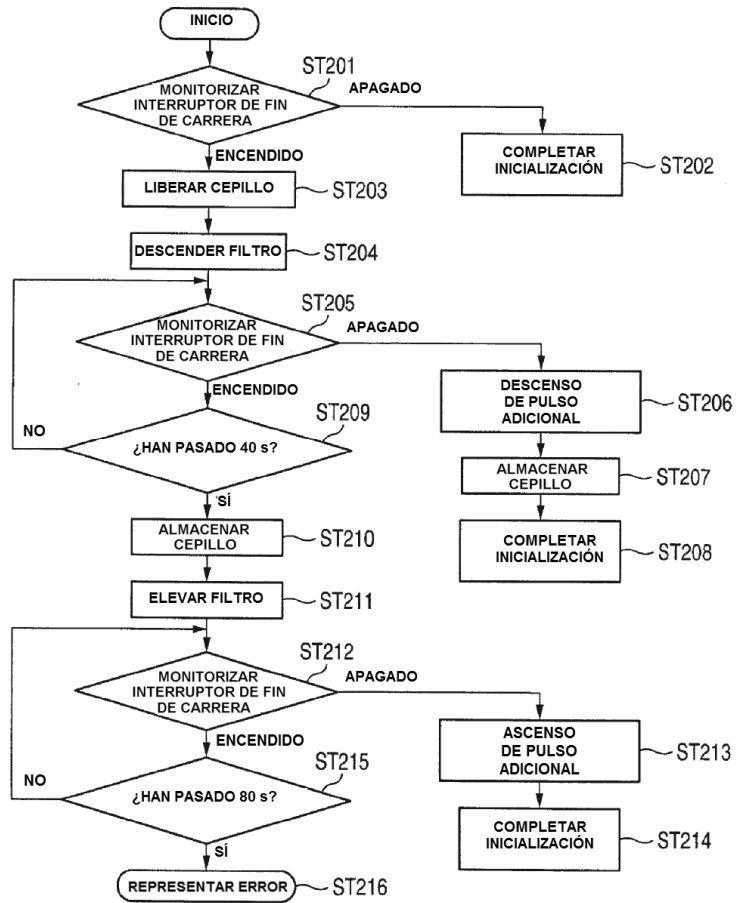 INICIO
ST201
MONITORIZAR
INTERRUPTOR DE FIN
DE CARRERA
APAGADO
COMPLETAR
INICIALIZACIÓN
ST202
ENCENDIDO
LIBERAR CEPILLO
ST203
DESCENDER FILTRO
ST204
ST205
MONITORIZAR
INTERRUPTOR DE FIN
DE CARRERA
APAGADO
DESCENSO
DE PULSO
ADICIONAL
ST206
ENCENDIDO
ST209
NO
¿HAN PASADO 40 s?
ALMACENAR
CEPILLO
ST207
SÍ
ALMACENAR
CEPILLO
ST210
COMPLETAR
INICIALIZACIÓN
ST208
ELEVAR FILTRO
ST211
ST212
MONITORIZAR
INTERRUPTOR DE FIN
DE CARRERA
APAGADO
ASCENSO
DE PULSO
ADICIONAL
ST213
ENCENDIDO
ST215
NO
¿HAN PASADO 80 s?
COMPLETAR
INICIALIZACIÓN
ST214
SÍ
REPRESENTAR ERROR
ST216